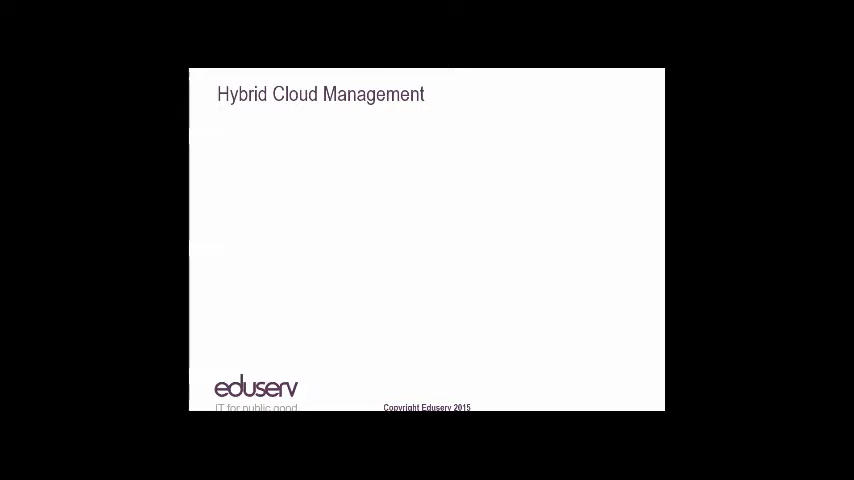 Hybrid Cloud Management
eduserv
IT for public good
Copyright Eduserv 2015